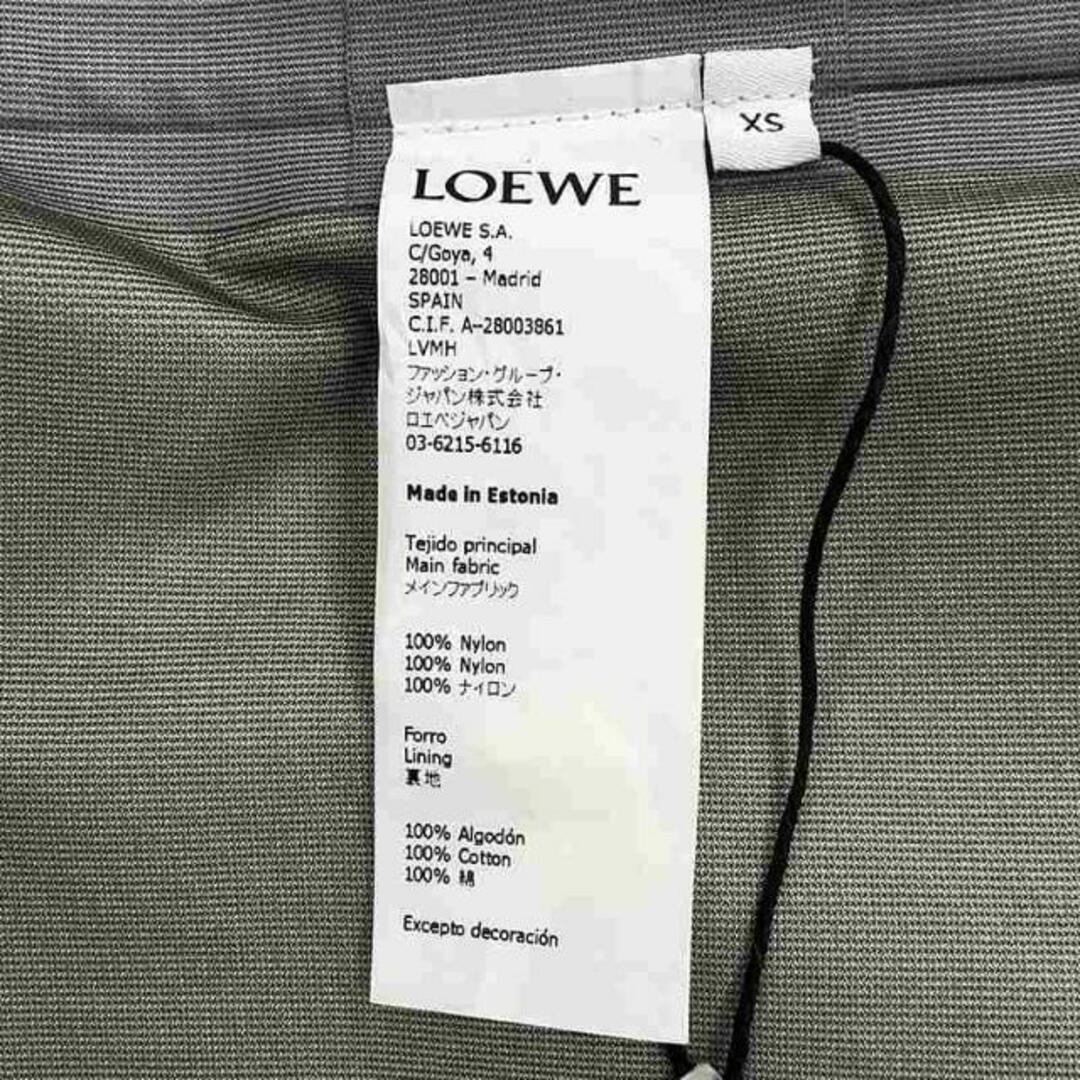 XS
LOEWE
LOEWE S.A.
C/Goya, 4
28001 – Madrid
SPAIN
C.I.F. A–28003861
LVMH
ファッション・グループ・
ジャパン株式会社
ロエベジャパン
03-6215-6116
Made in Estonia
Tejido principal
Main fabric
メインファブリック
100% Nylon
100% Nylon
100% ナイロン
Forro
Lining
裏地
100% Algodón
100% Cotton
100% 綿
Excepto decoración